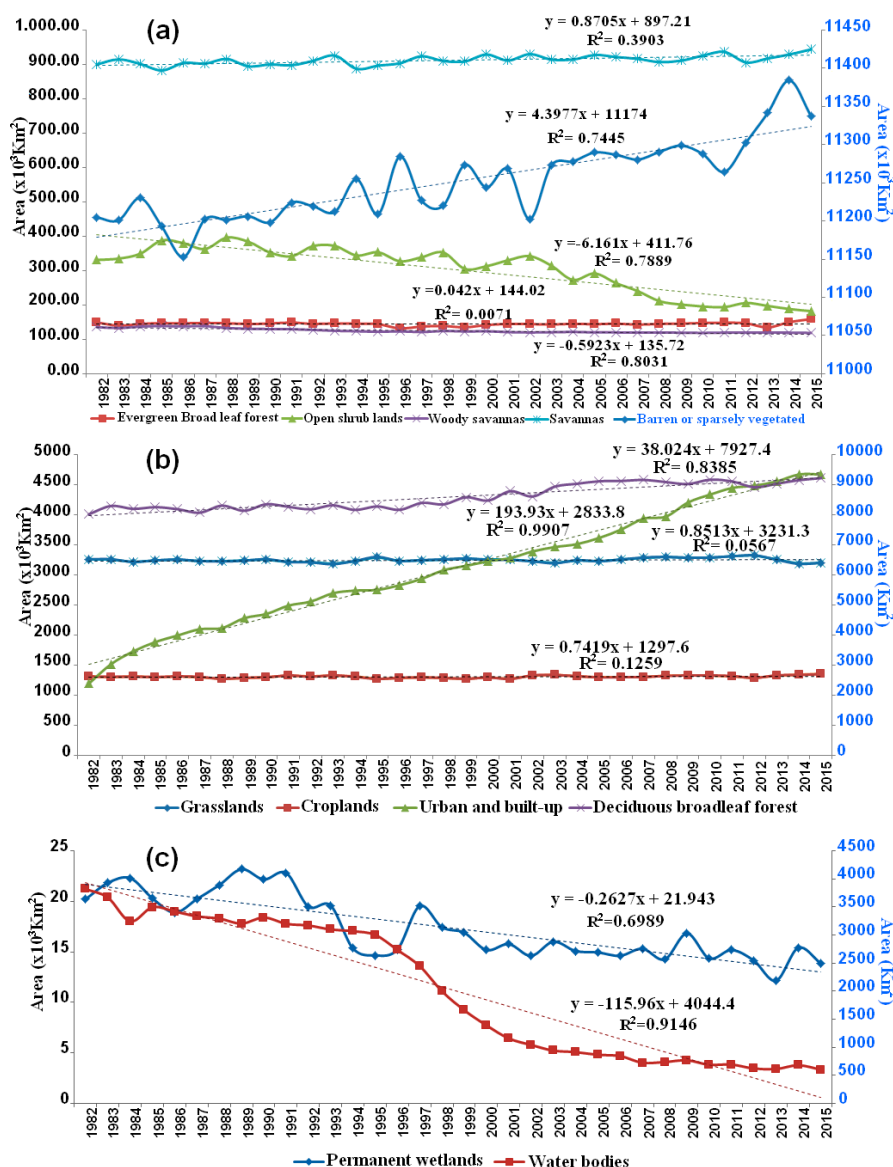 (a)
y = 0.8705x + 897.21
R² = 0.3903
y = 4.3977x + 11174
R² = 0.7445
y =-6.161x + 411.76
R² = 0.7889
y =0.042x + 144.02
R² = 0.0071
y = -0.5923x + 135.72
R² = 0.8031
Area (x10³Km²)
1.000.00
900.00
800.00
700.00
600.00
500.00
400.00
300.00
200.00
100.00
0.00
11450
11400
11350
11300
11250
11200
11150
11100
11050
11000
Area (x10³Km²)
1982 1983 1984 1985 1986 1987 1988 1989 1990 1991 1992 1993 1994 1995 1996 1997 1998 1999 2000 2001 2002 2003 2004 2005 2006 2007 2008 2009 2010 2011 2012 2013 2014 2015
Evergreen Broad leaf forest Open shrub lands Woody savannas Savannas Barren or sparsely vegetated
(b)
y = 38.024x + 7927.4
R² = 0.8385
y = 193.93x + 2833.8
R² = 0.9907
y = 0.8513x + 3231.3
R² = 0.0567
y = 0.7419x + 1297.6
R² = 0.1259
Area (x10³Km²)
5000
4500
4000
3500
3000
2500
2000
1500
1000
500
0
10000
9000
8000
7000
6000
5000
4000
3000
2000
1000
0
Area (Km²)
1982 1983 1984 1985 1986 1987 1988 1989 1990 1991 1992 1993 1994 1995 1996 1997 1998 1999 2000 2001 2002 2003 2004 2005 2006 2007 2008 2009 2010 2011 2012 2013 2014 2015
Grasslands Croplands Urban and built-up Deciduous broadleaf forest
(c)
y = -0.2627x + 21.943
R²=0.6989
y = -115.96x + 4044.4
R²=0.9146
Area (x10³Km²)
25
20
15
10
5
0
4500
4000
3500
3000
2500
2000
1500
1000
500
0
Area (Km²)
1982 1983 1984 1985 1986 1987 1988 1989 1990 1991 1992 1993 1994 1995 1996 1997 1998 1999 2000 2001 2002 2003 2004 2005 2006 2007 2008 2009 2010 2011 2012 2013 2014 2015
Permanent wetlands Water bodies